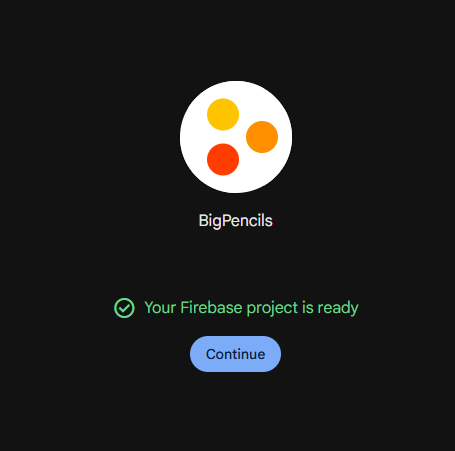 BigPencils
Your Firebase project is ready
Continue